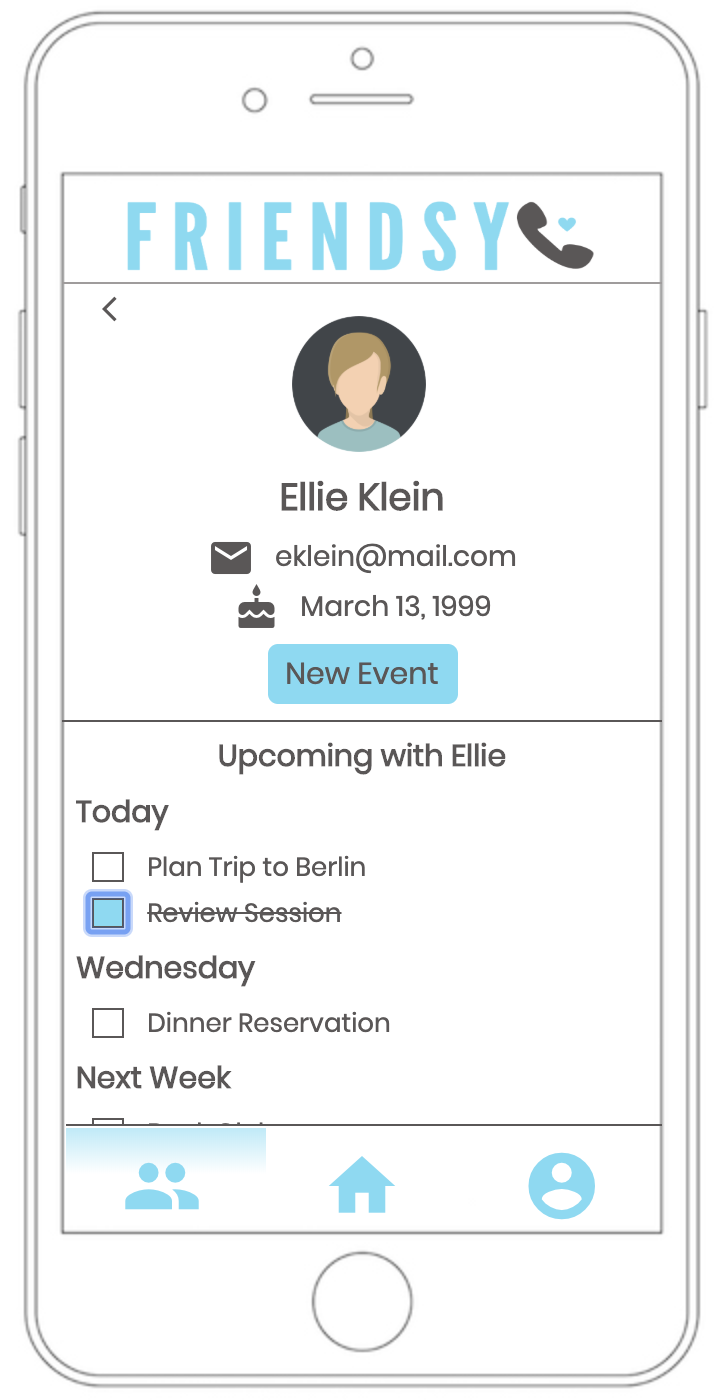 FRIENDSY
Ellie Klein
eklein@mail.com
March 13, 1999
New Event
Upcoming with Ellie
Today
Plan Trip to Berlin
Review Session
Wednesday
Dinner Reservation
Next Week